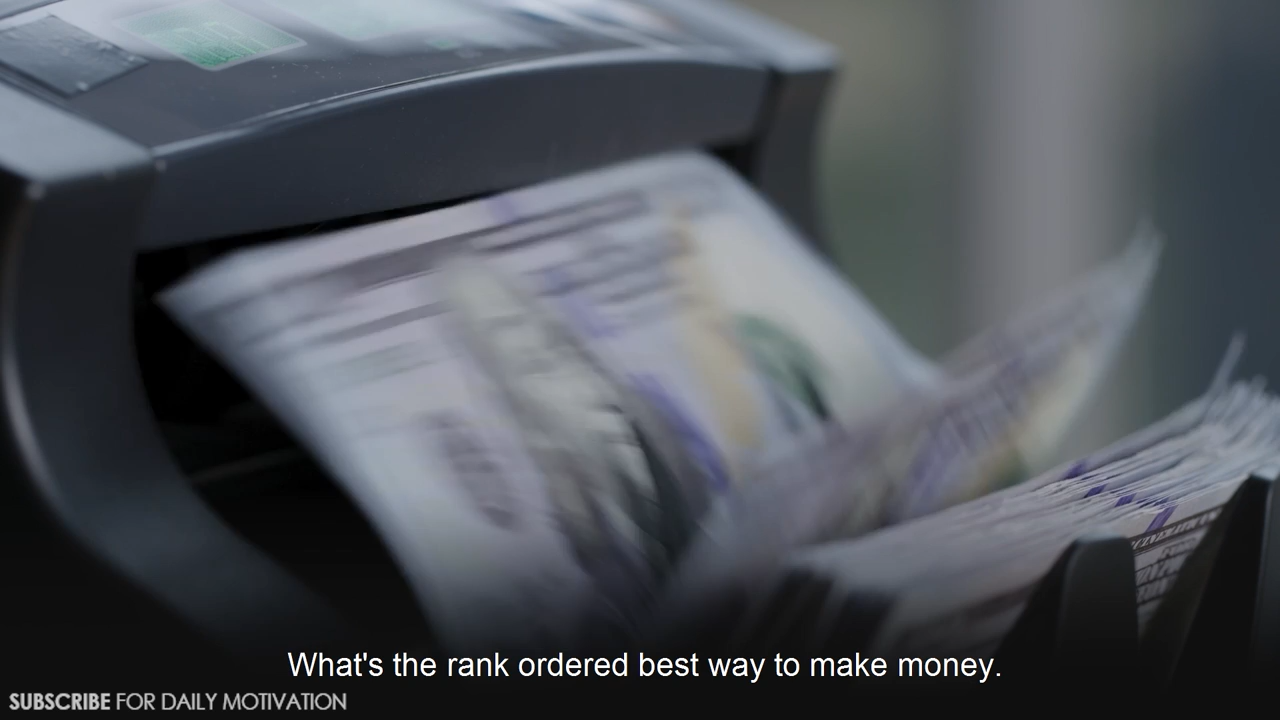 What's the rank ordered best way to make money.
SUBSCRIBE FOR DAILY MOTIVATION